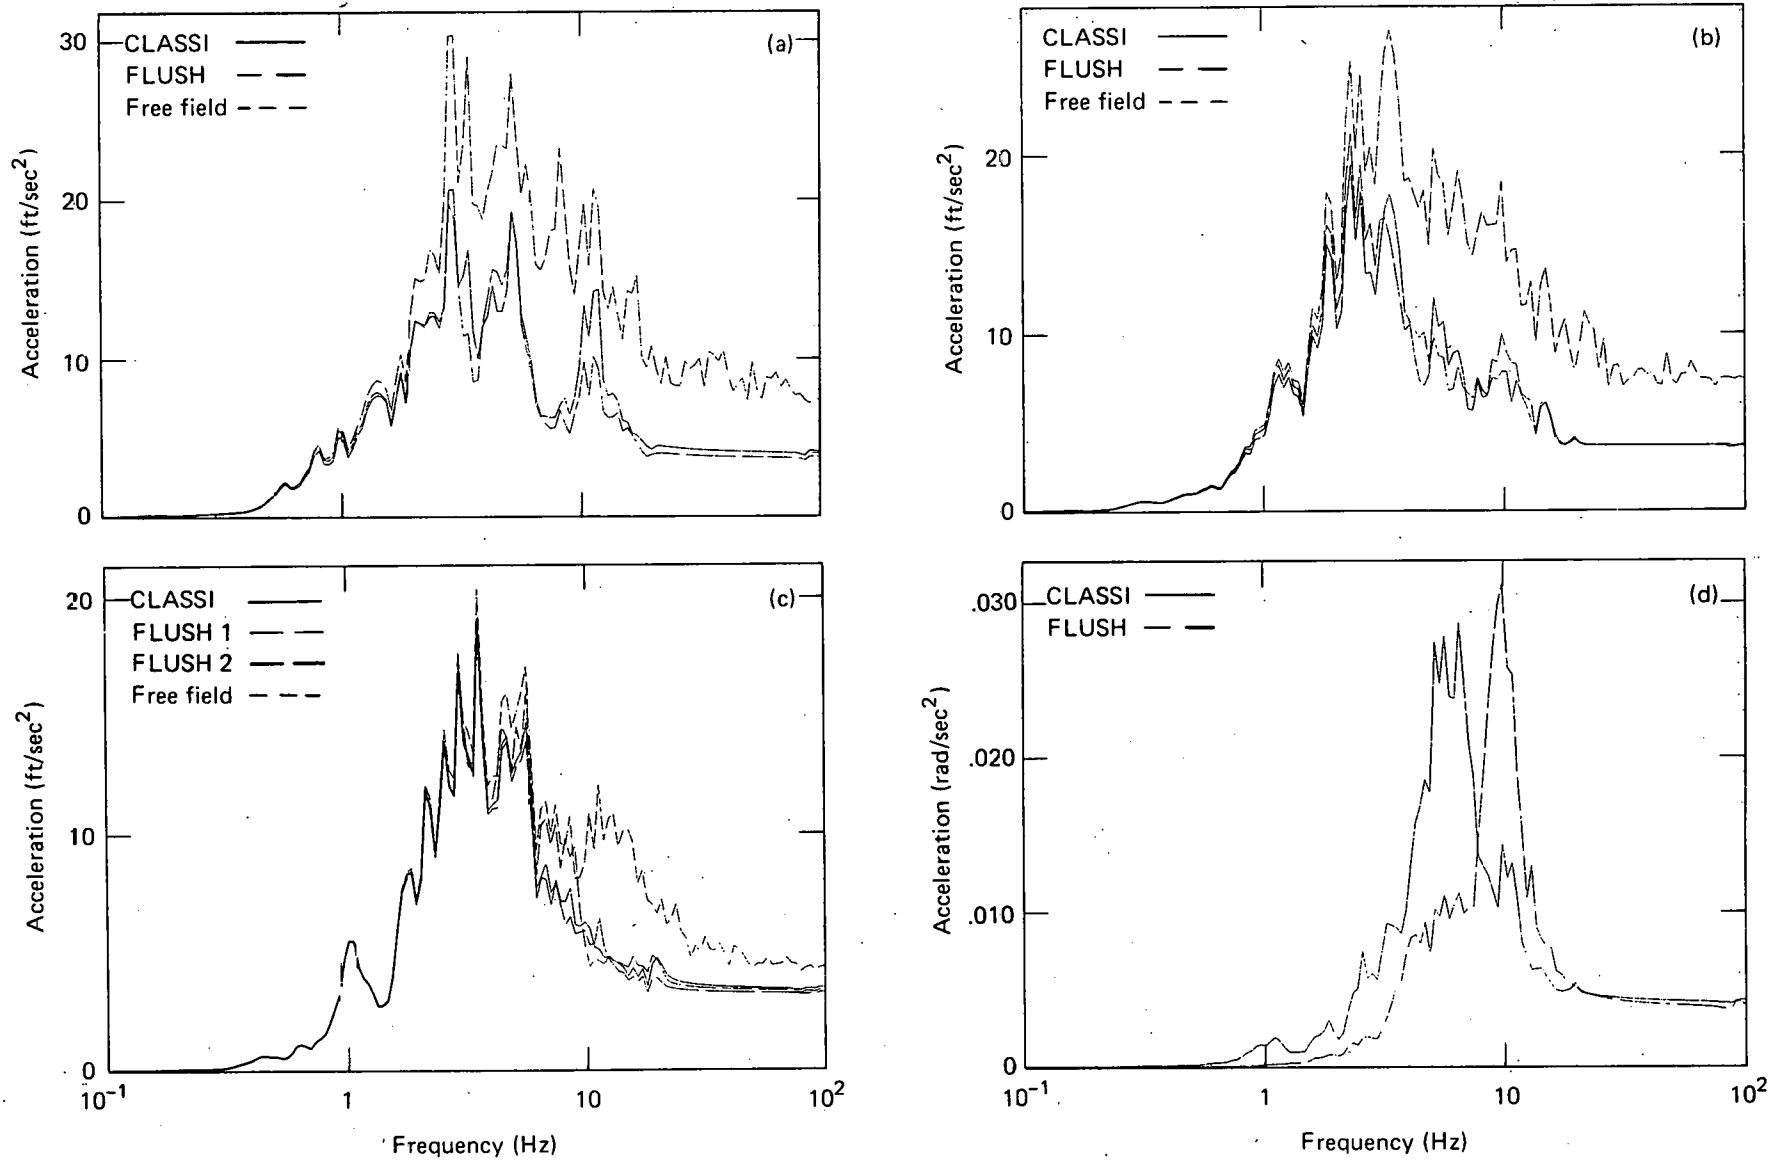 (a)
CLASSI
FLUSH
Free field
30
20
10
0
Acceleration (ft/sec²)
(b)
CLASSI
FLUSH
Free field
20
10
0
Acceleration (ft/sec²)
(c)
CLASSI
FLUSH 1
FLUSH 2
Free field
20
10
0
Acceleration (ft/sec²)
10⁻¹
1
10
10²
Frequency (Hz)
(d)
CLASSI
FLUSH
.030
.020
.010
0
Acceleration (rad/sec²)
10⁻¹
1
10
10²
Frequency (Hz)